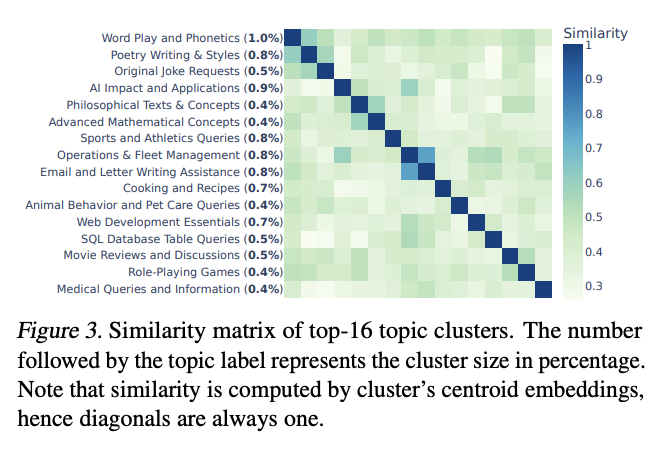 Similarity
Word Play and Phonetics (1.0%)
Poetry Writing & Styles (0.8%)
Original Joke Requests (0.5%)
AI Impact and Applications (0.9%)
Philosophical Texts & Concepts (0.4%)
Advanced Mathematical Concepts (0.4%)
Sports and Athletics Queries (0.8%)
Operations & Fleet Management (0.8%)
Email and Letter Writing Assistance (0.8%)
Cooking and Recipes (0.7%)
Animal Behavior and Pet Care Queries (0.4%)
Web Development Essentials (0.7%)
SQL Database Table Queries (0.5%)
Movie Reviews and Discussions (0.5%)
Role-Playing Games (0.4%)
Medical Queries and Information (0.4%)
1
0.9
0.8
0.7
0.6
0.5
0.4
0.3
Figure 3. Similarity matrix of top-16 topic clusters. The number
followed by the topic label represents the cluster size in percentage.
Note that similarity is computed by cluster's centroid embeddings,
hence diagonals are always one.